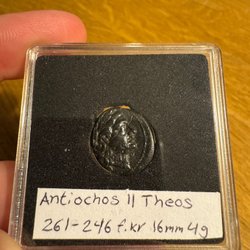 Antiochos II Theos
261-246 f.kr 16mm 4g